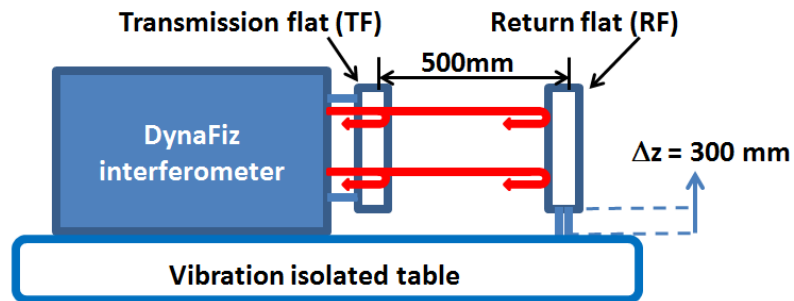 Transmission flat (TF)
Return flat (RF)
500mm
DynaFiz
interferometer
Δz = 300 mm
Vibration isolated table